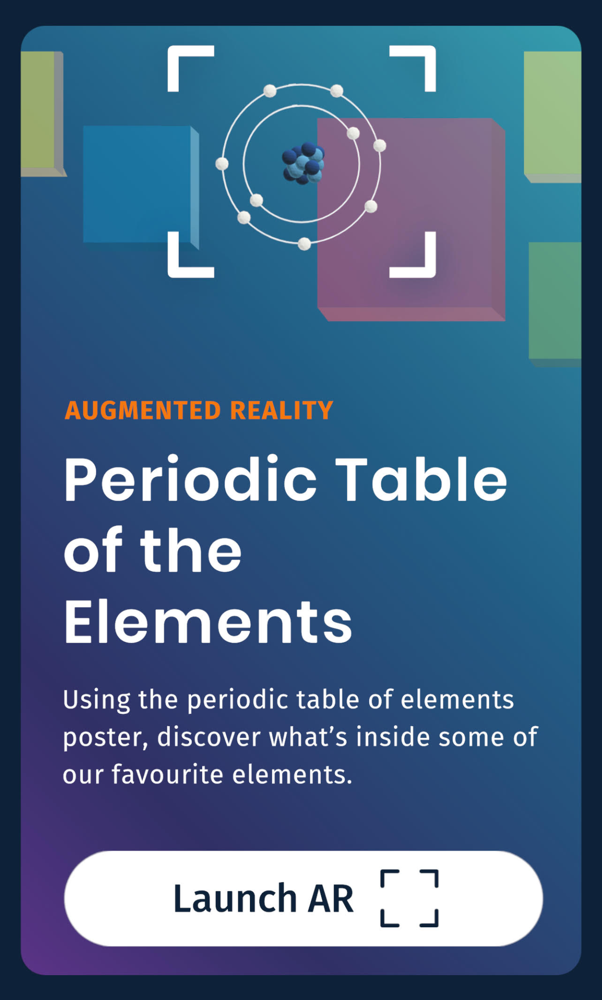 AUGMENTED REALITY
Periodic Table
of the
Elements
Using the periodic table of elements
poster, discover what’s inside some of
our favourite elements.
Launch AR